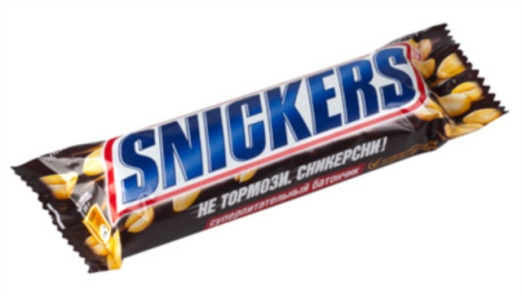 SNICKERS
НЕ ТОРМОЗИ. СНИКЕРСНИ!
суперпитательный батончик